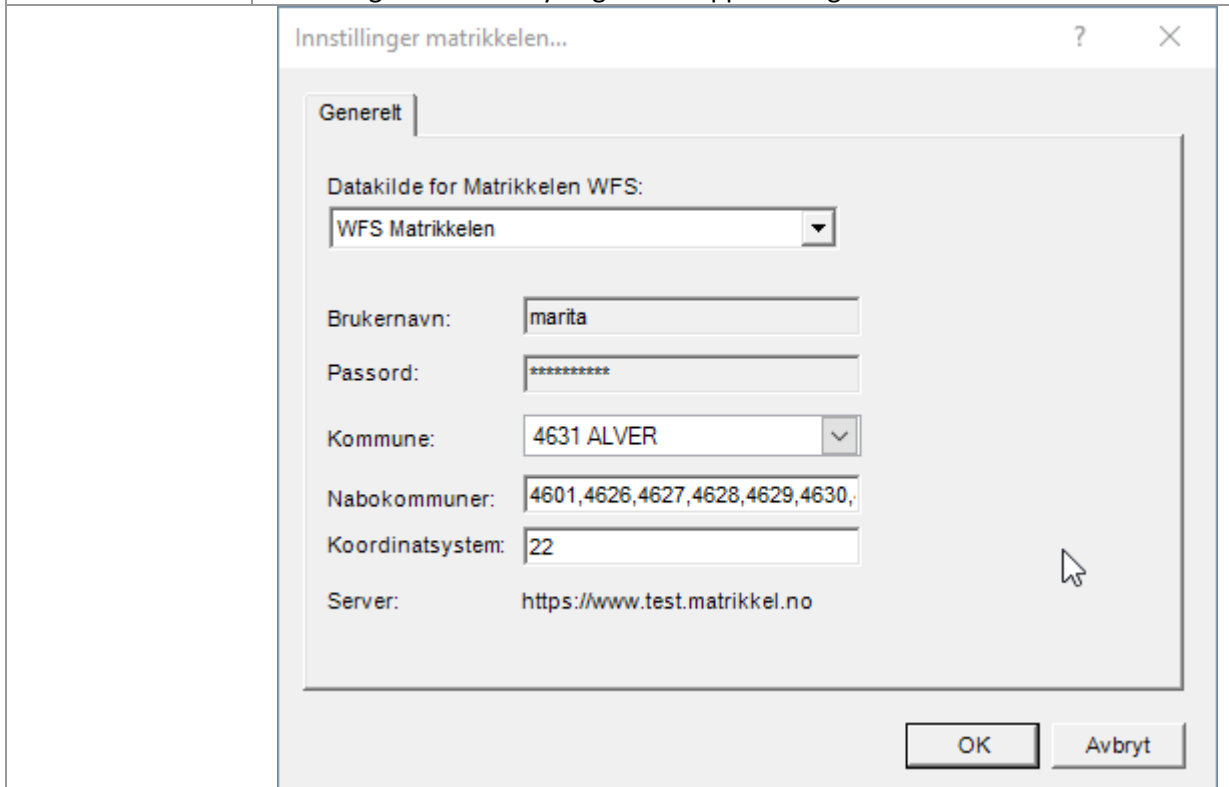 Innstillinger matrikkelen...
Generelt
Datakilde for Matrikkelen WFS:
WFS Matrikkelen
Brukernavn: marita
Passord: **********
Kommune: 4631 ALVER
Nabokommuner: 4601,4626,4627,4628,4629,4630,
Koordinatsystem: 22
Server: https://www.test.matrikkel.no
OK Avbryt